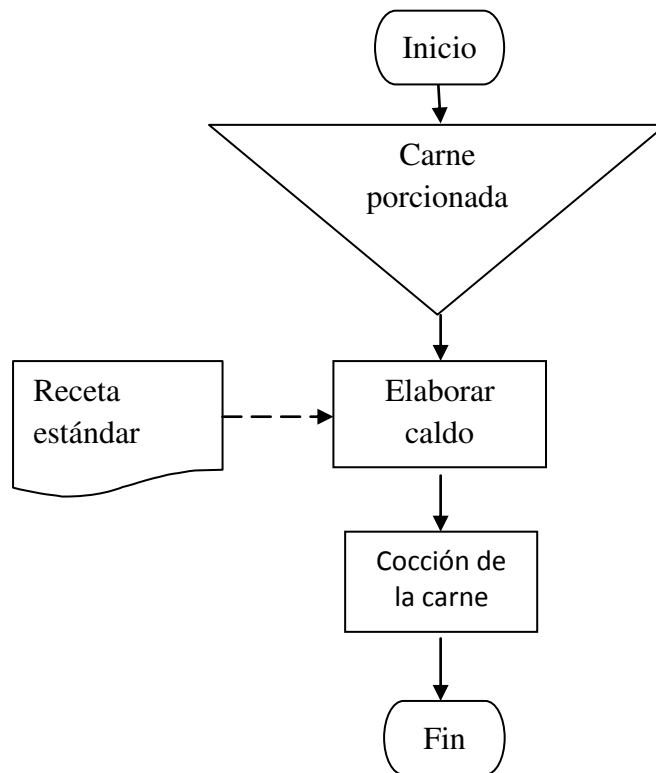 Inicio
Carne
porcionada
Receta
estándar
Elaborar
caldo
Cocción de
la carne
Fin